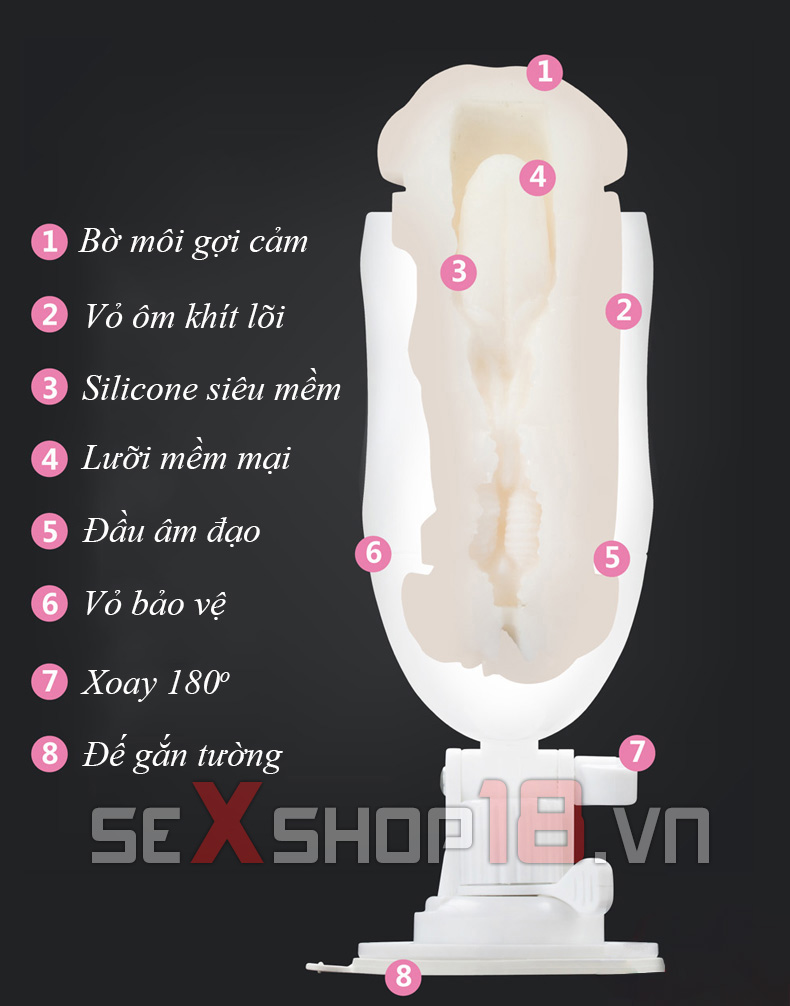 1 Bờ môi gợi cảm
2 Vỏ ôm khít lõi
3 Silicone siêu mềm
4 Lưỡi mềm mại
5 Đầu âm đạo
6 Vỏ bảo vệ
7 Xoay 180º
8 Đế gắn tường
1
4
3
2
6
5
7
seXshop18.vn
8